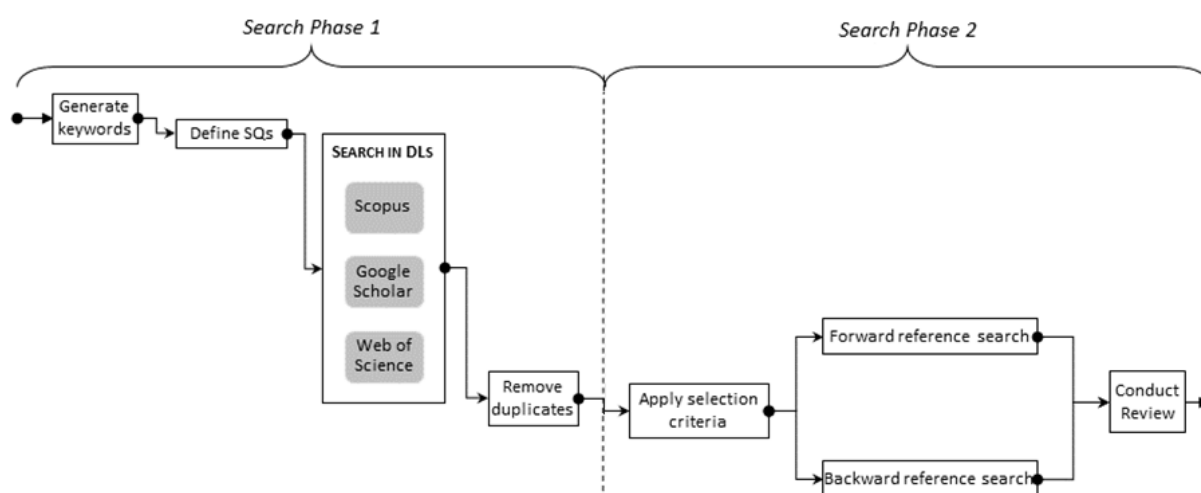 Search Phase 1
Search Phase 2
Generate
keywords
Define SQs
SEARCH IN DLS
Scopus
Google
Scholar
Web of
Science
Remove
duplicates
Apply selection
criteria
Forward reference search
Backward reference search
Conduct
Review